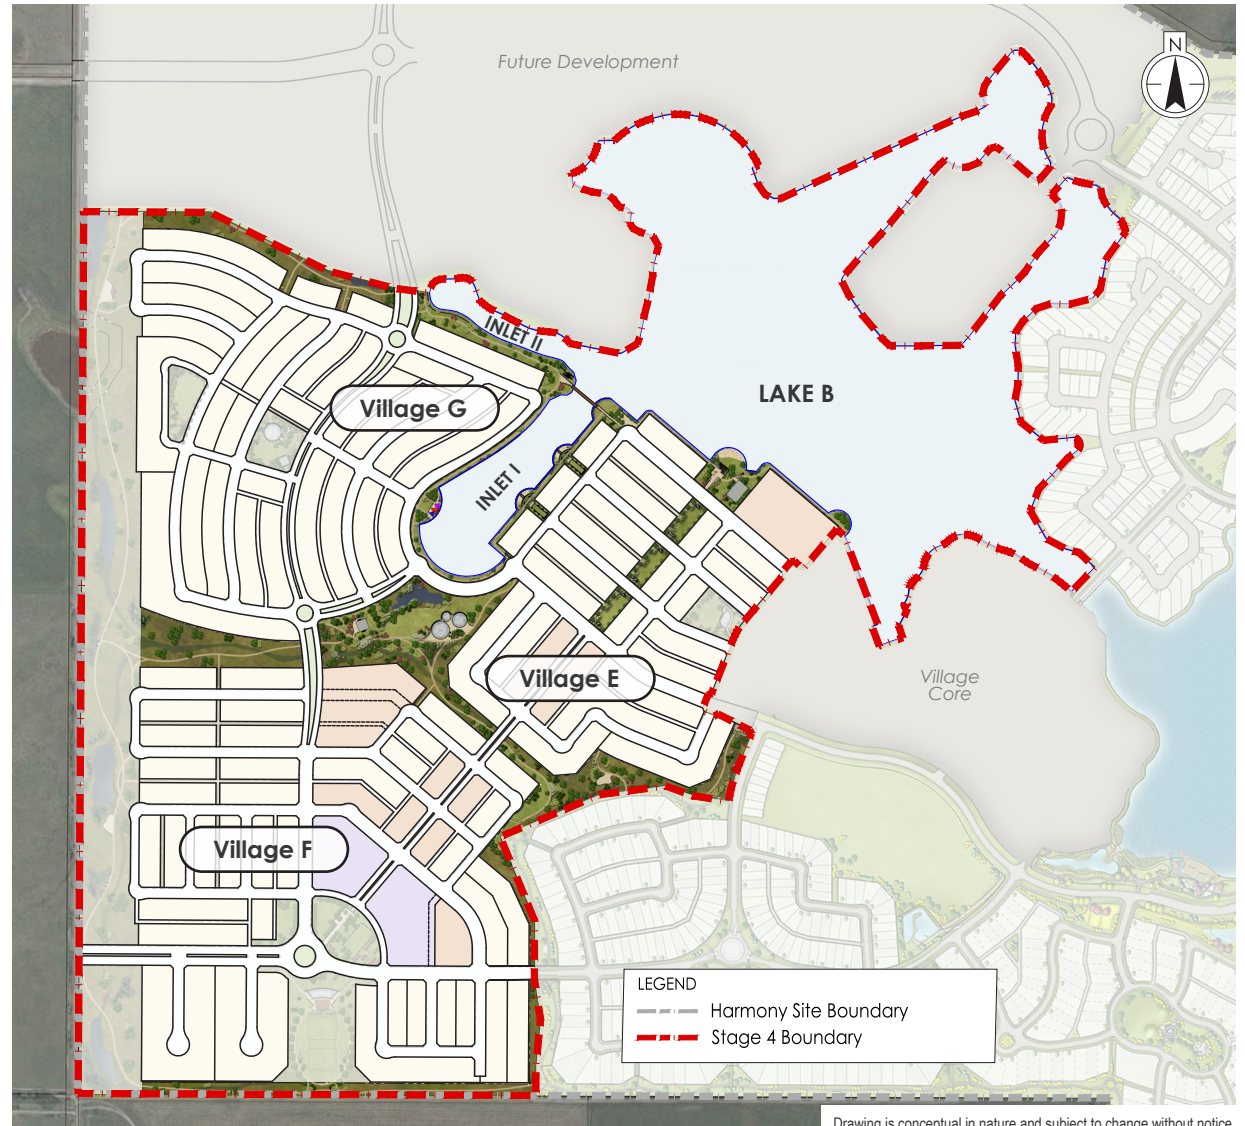 Future Development
N
INLET II
LAKE B
Village G
INLET I
Village E
Village
Core
Village F
LEGEND
Harmony Site Boundary
Stage 4 Boundary
Drawing is conceptual in nature and subject to change without notice